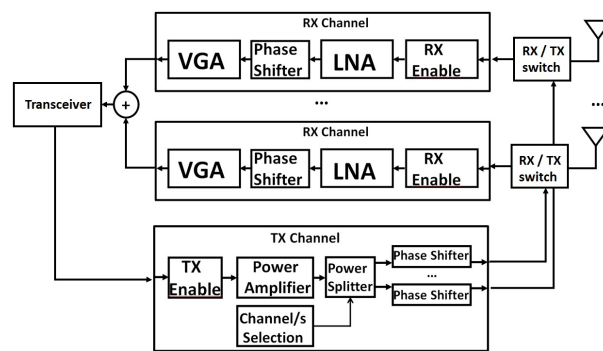 RX Channel
VGA
Phase
Shifter
LNA
RX
Enable
RX / TX
switch
Transceiver
+
...
...
RX Channel
VGA
Phase
Shifter
LNA
RX
Enable
RX / TX
switch
TX Channel
TX
Enable
Power
Amplifier
Power
Splitter
Phase Shifter
...
Phase Shifter
Channel/s
Selection